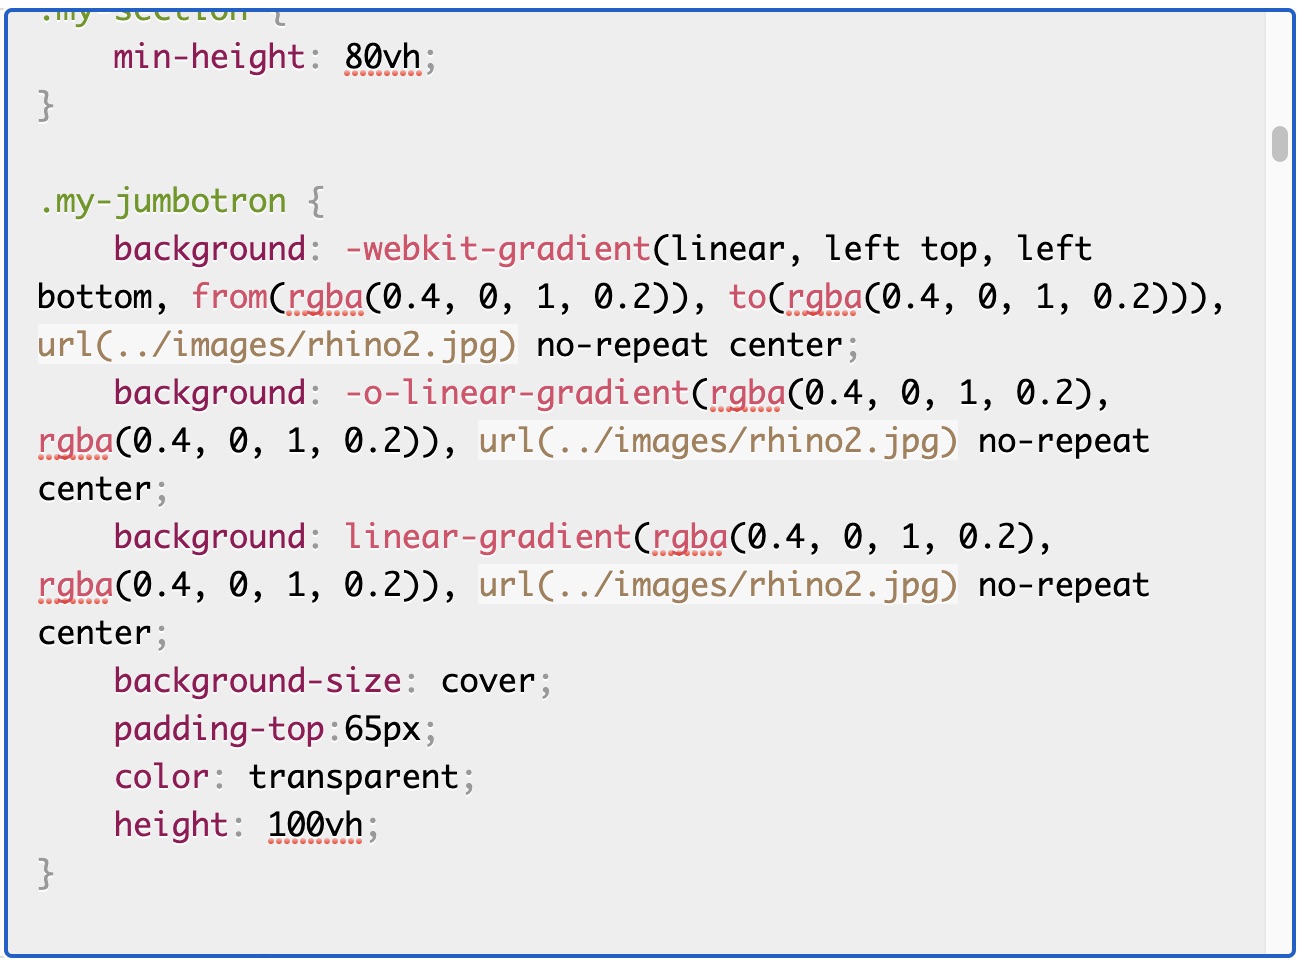 .my-section {
    min-height: 80vh;
}

.my-jumbotron {
    background: -webkit-gradient(linear, left top, left
bottom, from(rgba(0.4, 0, 1, 0.2)), to(rgba(0.4, 0, 1, 0.2))),
url(../images/rhino2.jpg) no-repeat center;
    background: -o-linear-gradient(rgba(0.4, 0, 1, 0.2),
rgba(0.4, 0, 1, 0.2)), url(../images/rhino2.jpg) no-repeat
center;
    background: linear-gradient(rgba(0.4, 0, 1, 0.2),
rgba(0.4, 0, 1, 0.2)), url(../images/rhino2.jpg) no-repeat
center;
    background-size: cover;
    padding-top:65px;
    color: transparent;
    height: 100vh;
}